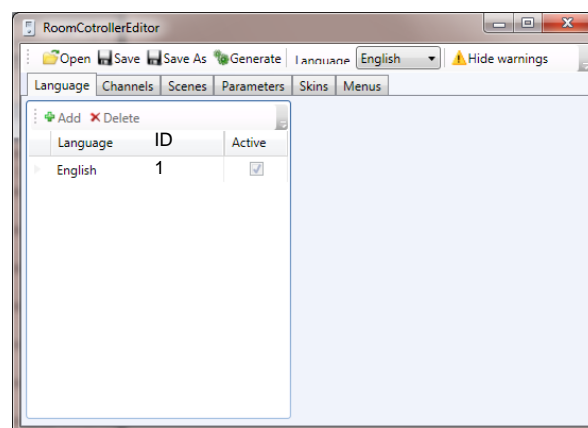 RoomCotrollerEditor
Open Save Save As Generate Language English Hide warnings
Language Channels Scenes Parameters Skins Menus
Add Delete
Language ID Active
English 1